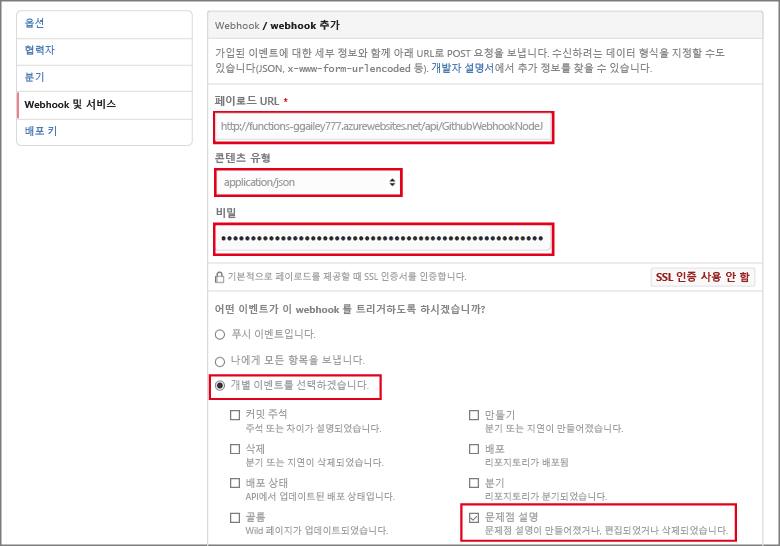 옵션
협력자
분기
Webhook 및 서비스
배포 키
Webhook / webhook 추가
가입된 이벤트에 대한 세부 정보와 함께 아래 URL로 POST 요청을 보냅니다. 수신하려는 데이터 형식을 지정할 수도
있습니다(JSON, x-www-form-urlencoded 등). 개발자 설명서에서 추가 정보를 찾을 수 있습니다.
페이로드 URL *
http://functions-ggailey777.azurewebsites.net/api/GithubWebhookNodeJ
콘텐츠 유형
application/json
비밀
기본적으로 페이로드를 제공할 때 SSL 인증서를 인증합니다.
SSL 인증 사용 안 함
어떤 이벤트가 이 webhook 를 트리거하도록 하시겠습니까?
푸시 이벤트입니다.
나에게 모든 항목을 보냅니다.
개별 이벤트를 선택하겠습니다.
커밋 주석
주석 또는 차이가 설명되었습니다.
만들기
분기 또는 지연이 만들어졌습니다.
삭제
분기 또는 지연이 삭제되었습니다.
배포
리포지토리가 배포됨
배포 상태
API에서 업데이트된 배포 상태입니다.
분기
리포지토리가 분기되었습니다.
골룸
Wild 페이지가 업데이트되었습니다.
문제점 설명
문제점 설명이 만들어졌거나, 편집되었거나 삭제되었습니다.